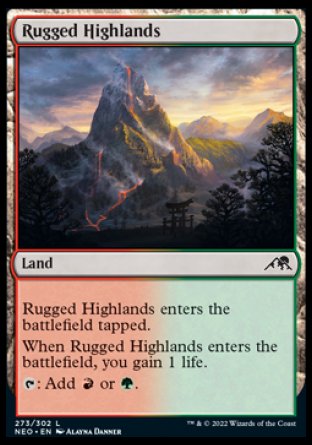 Rugged Highlands
Land
Rugged Highlands enters the
battlefield tapped.
When Rugged Highlands enters the
battlefield, you gain 1 life.
: Add or .
273/302 L
NEO • EN ALAYNA DANNER
™ & © 2022 Wizards of the Coast